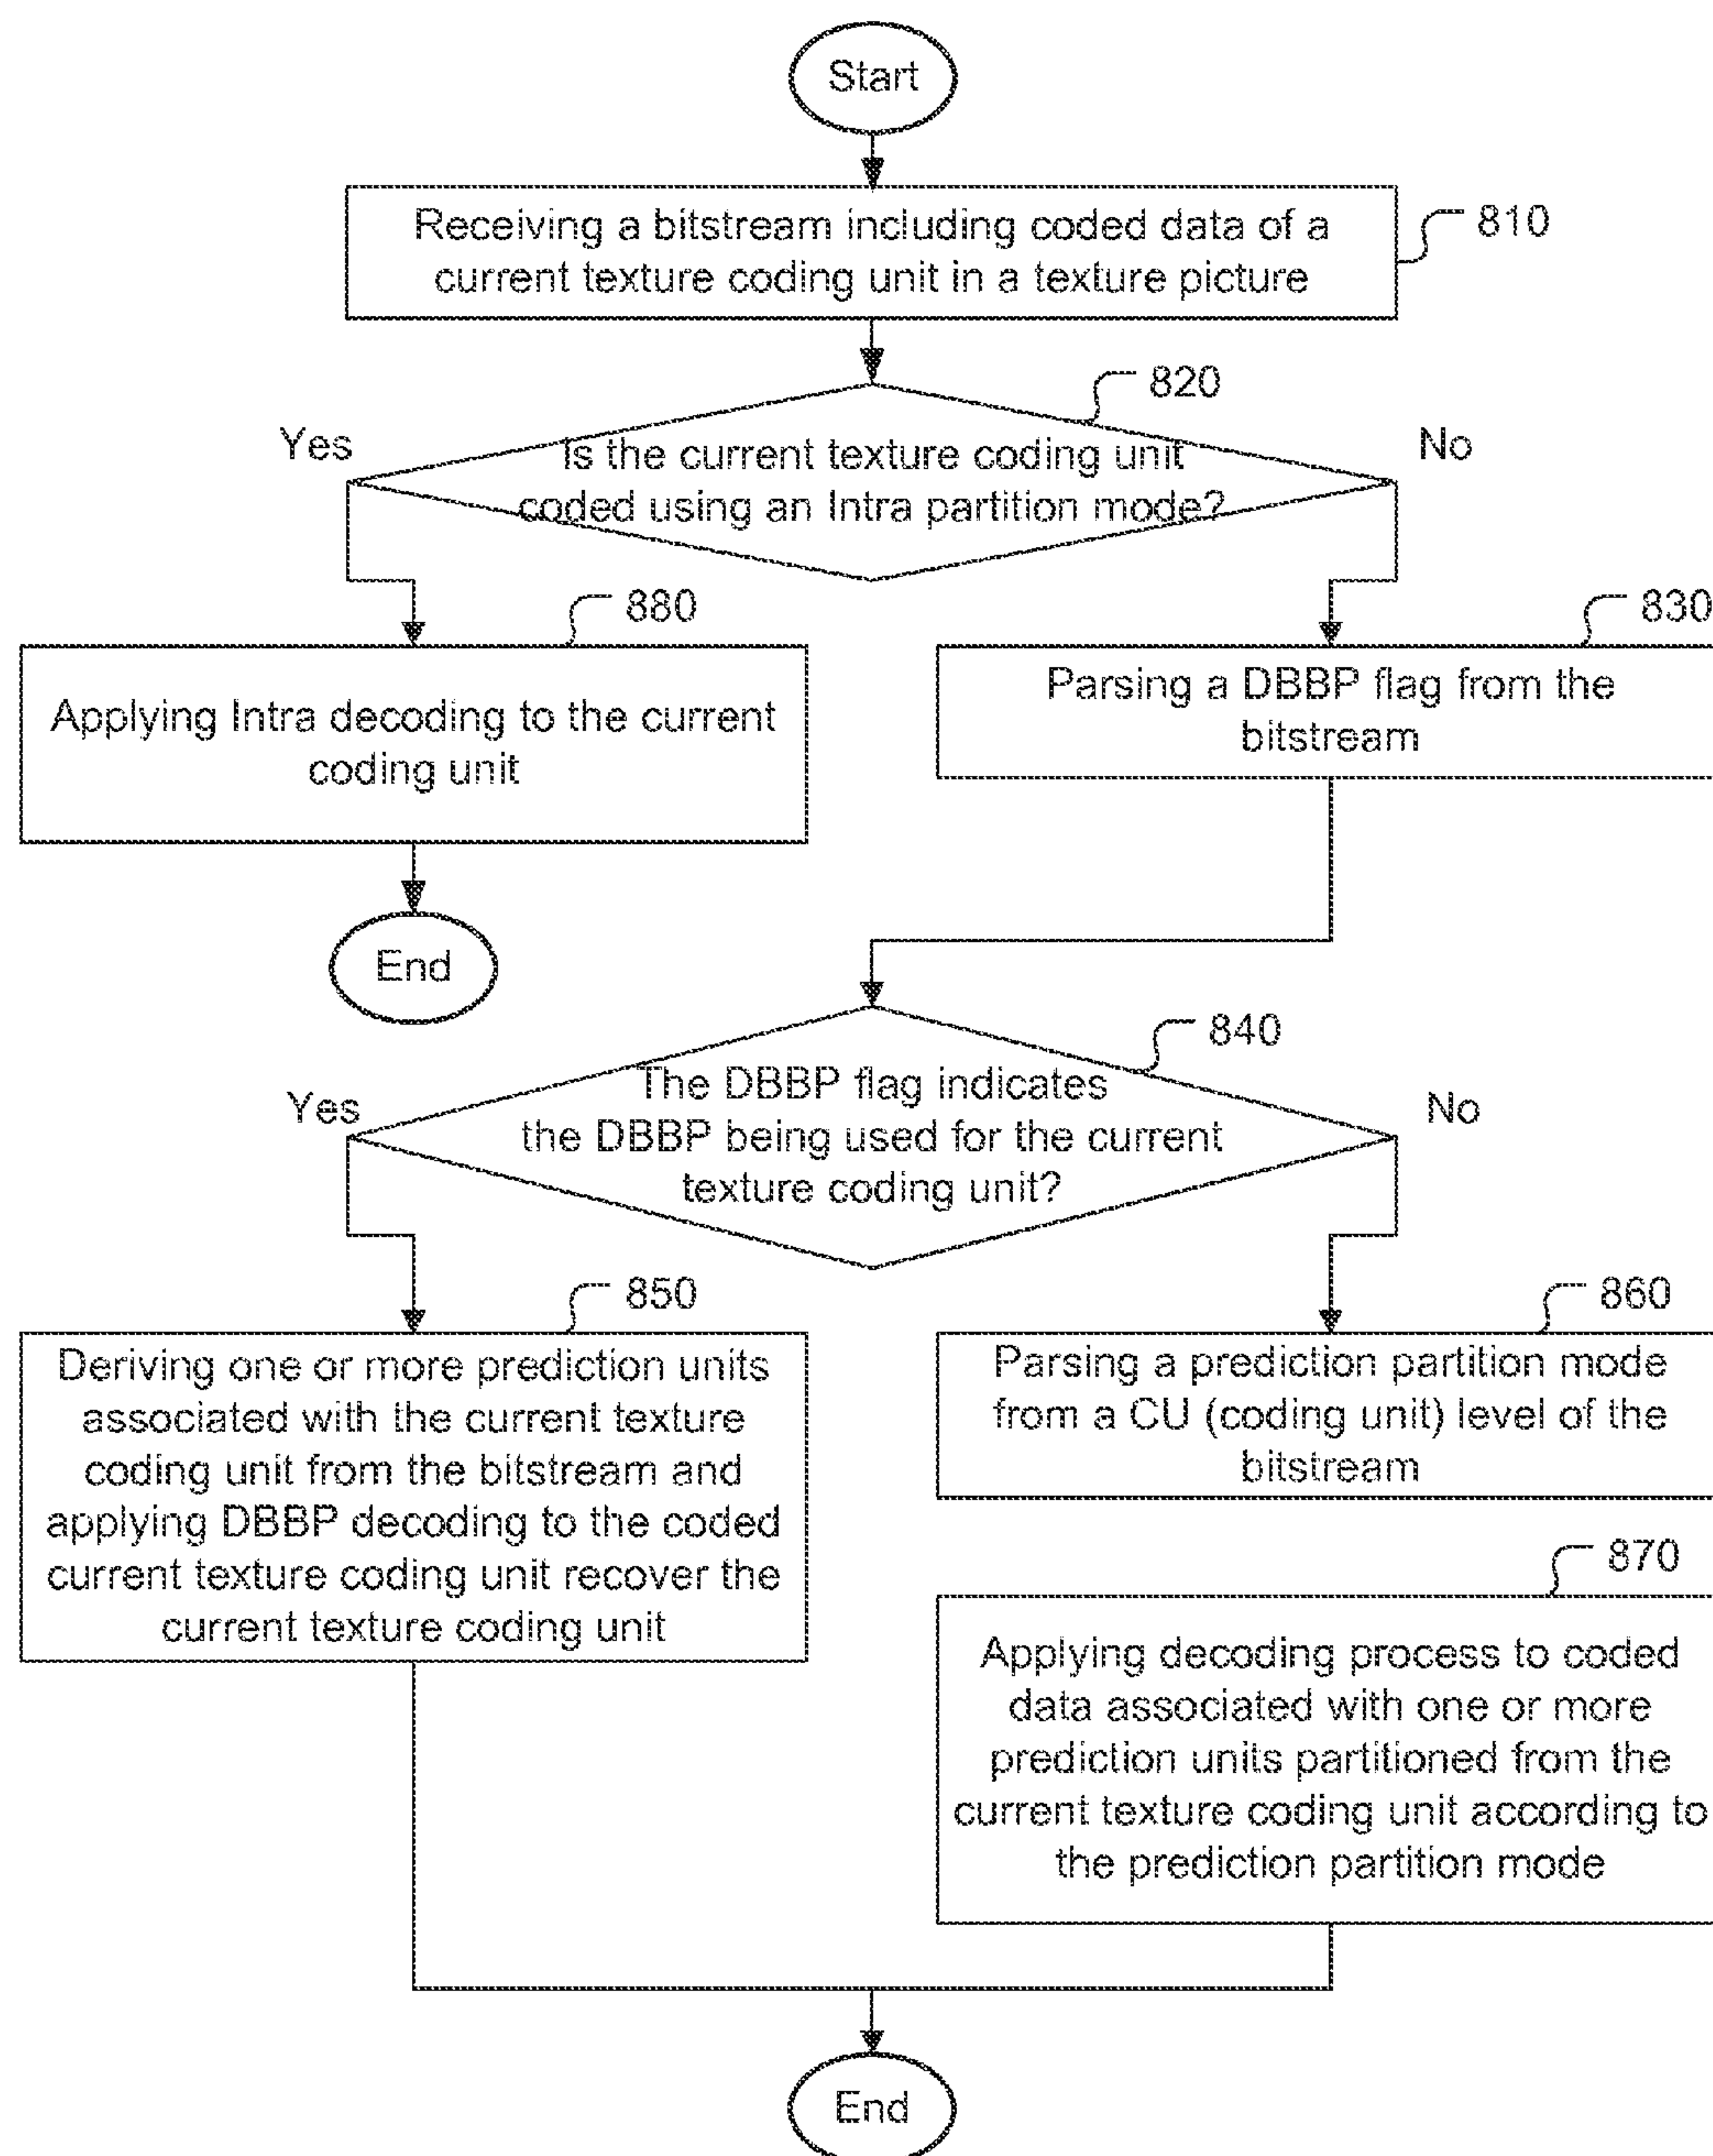 Start
Receiving a bitstream including coded data of a
current texture coding unit in a texture picture
810
820
Yes
No
Is the current texture coding unit
coded using an Intra partition mode?
880
830
Applying Intra decoding to the current
coding unit
Parsing a DBBP flag from the
bitstream
End
840
Yes
No
The DBBP flag indicates
the DBBP being used for the current
texture coding unit?
850
860
Deriving one or more prediction units
associated with the current texture
coding unit from the bitstream and
applying DBBP decoding to the coded
current texture coding unit recover the
current texture coding unit
Parsing a prediction partition mode
from a CU (coding unit) level of the
bitstream
870
Applying decoding process to coded
data associated with one or more
prediction units partitioned from the
current texture coding unit according to
the prediction partition mode
End